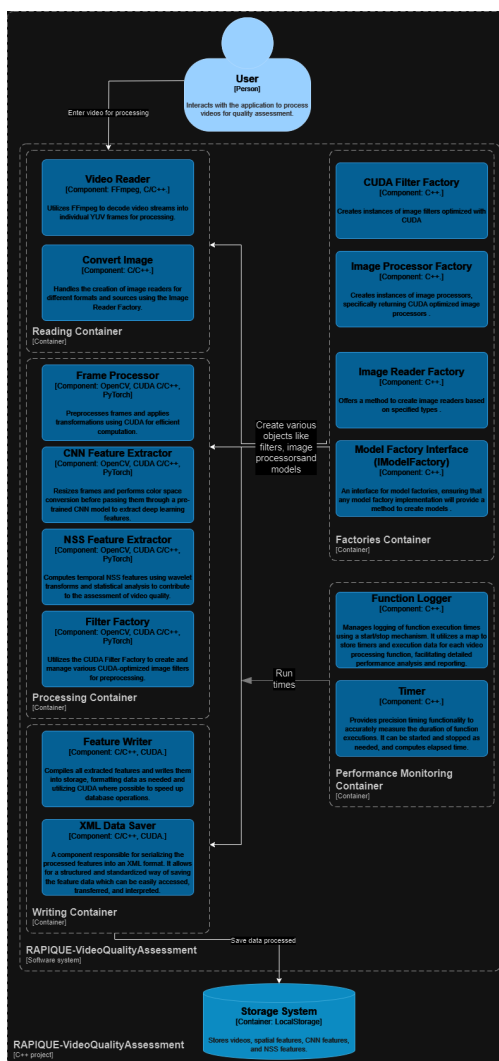 User
[Person]
Interacts with the application to process
videos for quality assessment.
Enter video for processing
Video Reader
[Component: FFmpeg, C/C++.]
Utilizes FFmpeg to decode video streams into
individual YUV frames for processing.
Convert Image
[Component: C/C++.]
Handles the creation of image readers for
different formats and sources using the Image
Reader Factory.
Reading Container
[Container]
Frame Processor
[Component: OpenCV, CUDA C/C++,
PyTorch]
Preprocesses frames and applies
transformations using CUDA for efficient
computation.
CNN Feature Extractor
[Component: OpenCV, CUDA C/C++,
PyTorch]
Resizes frames and performs color space
conversion before passing them through a pre-
trained CNN model to extract deep learning
features.
NSS Feature Extractor
[Component: OpenCV, CUDA C/C++,
PyTorch]
Computes temporal NSS features using wavelet
transforms and statistical analysis to contribute
to the assessment of video quality.
Filter Factory
[Component: OpenCV, CUDA C/C++,
PyTorch]
Utilizes the CUDA Filter Factory to create and
manage various CUDA-optimized image filters for
preprocessing.
Processing Container
[Container]
Feature Writer
[Component: C/C++, CUDA.]
Compiles all extracted features and writes them
into storage, formatting data as needed and
utilizing CUDA where possible to speed up
database operations.
XML Data Saver
[Component: C/C++, CUDA.]
A component responsible for serializing the
processed features into an XML format. It allows
for a structured and standardized way of saving
the feature data which can be easily accessed,
transferred, and interpreted.
Writing Container
[Container]
CUDA Filter Factory
[Component: C++.]
Creates instances of image filters optimized with
CUDA
Image Processor Factory
[Component: C++.]
Creates instances of image processors,
specifically returning CUDA optimized image
processors .
Image Reader Factory
[Component: C++.]
Offers a method to create image readers based
on specified types .
Model Factory Interface
(IModelFactory)
[Component: C++.]
An interface for model factories, ensuring that
any model factory implementation will provide a
method to create models .
Factories Container
[Container]
Create various
objects like
filters, image
processorsand
models
Function Logger
[Component: C++.]
Manages logging of function execution times
using a start/stop mechanism. It utilizes a map to
store timers and execution data for each video
processing function, facilitating detailed
performance analysis and reporting.
Timer
[Component: C++.]
Provides precision timing functionality to
accurately measure the duration of function
executions. It can be started and stopped as
needed, and computes elapsed time.
Performance Monitoring
Container
[Container]
Run
times
RAPIQUE-VideoQualityAssessment
[Software system]
Save data processed
Storage System
[Container: LocalStorage]
Stores videos, spatial features, CNN features,
and NSS features.
RAPIQUE-VideoQualityAssessment
[C++ project]